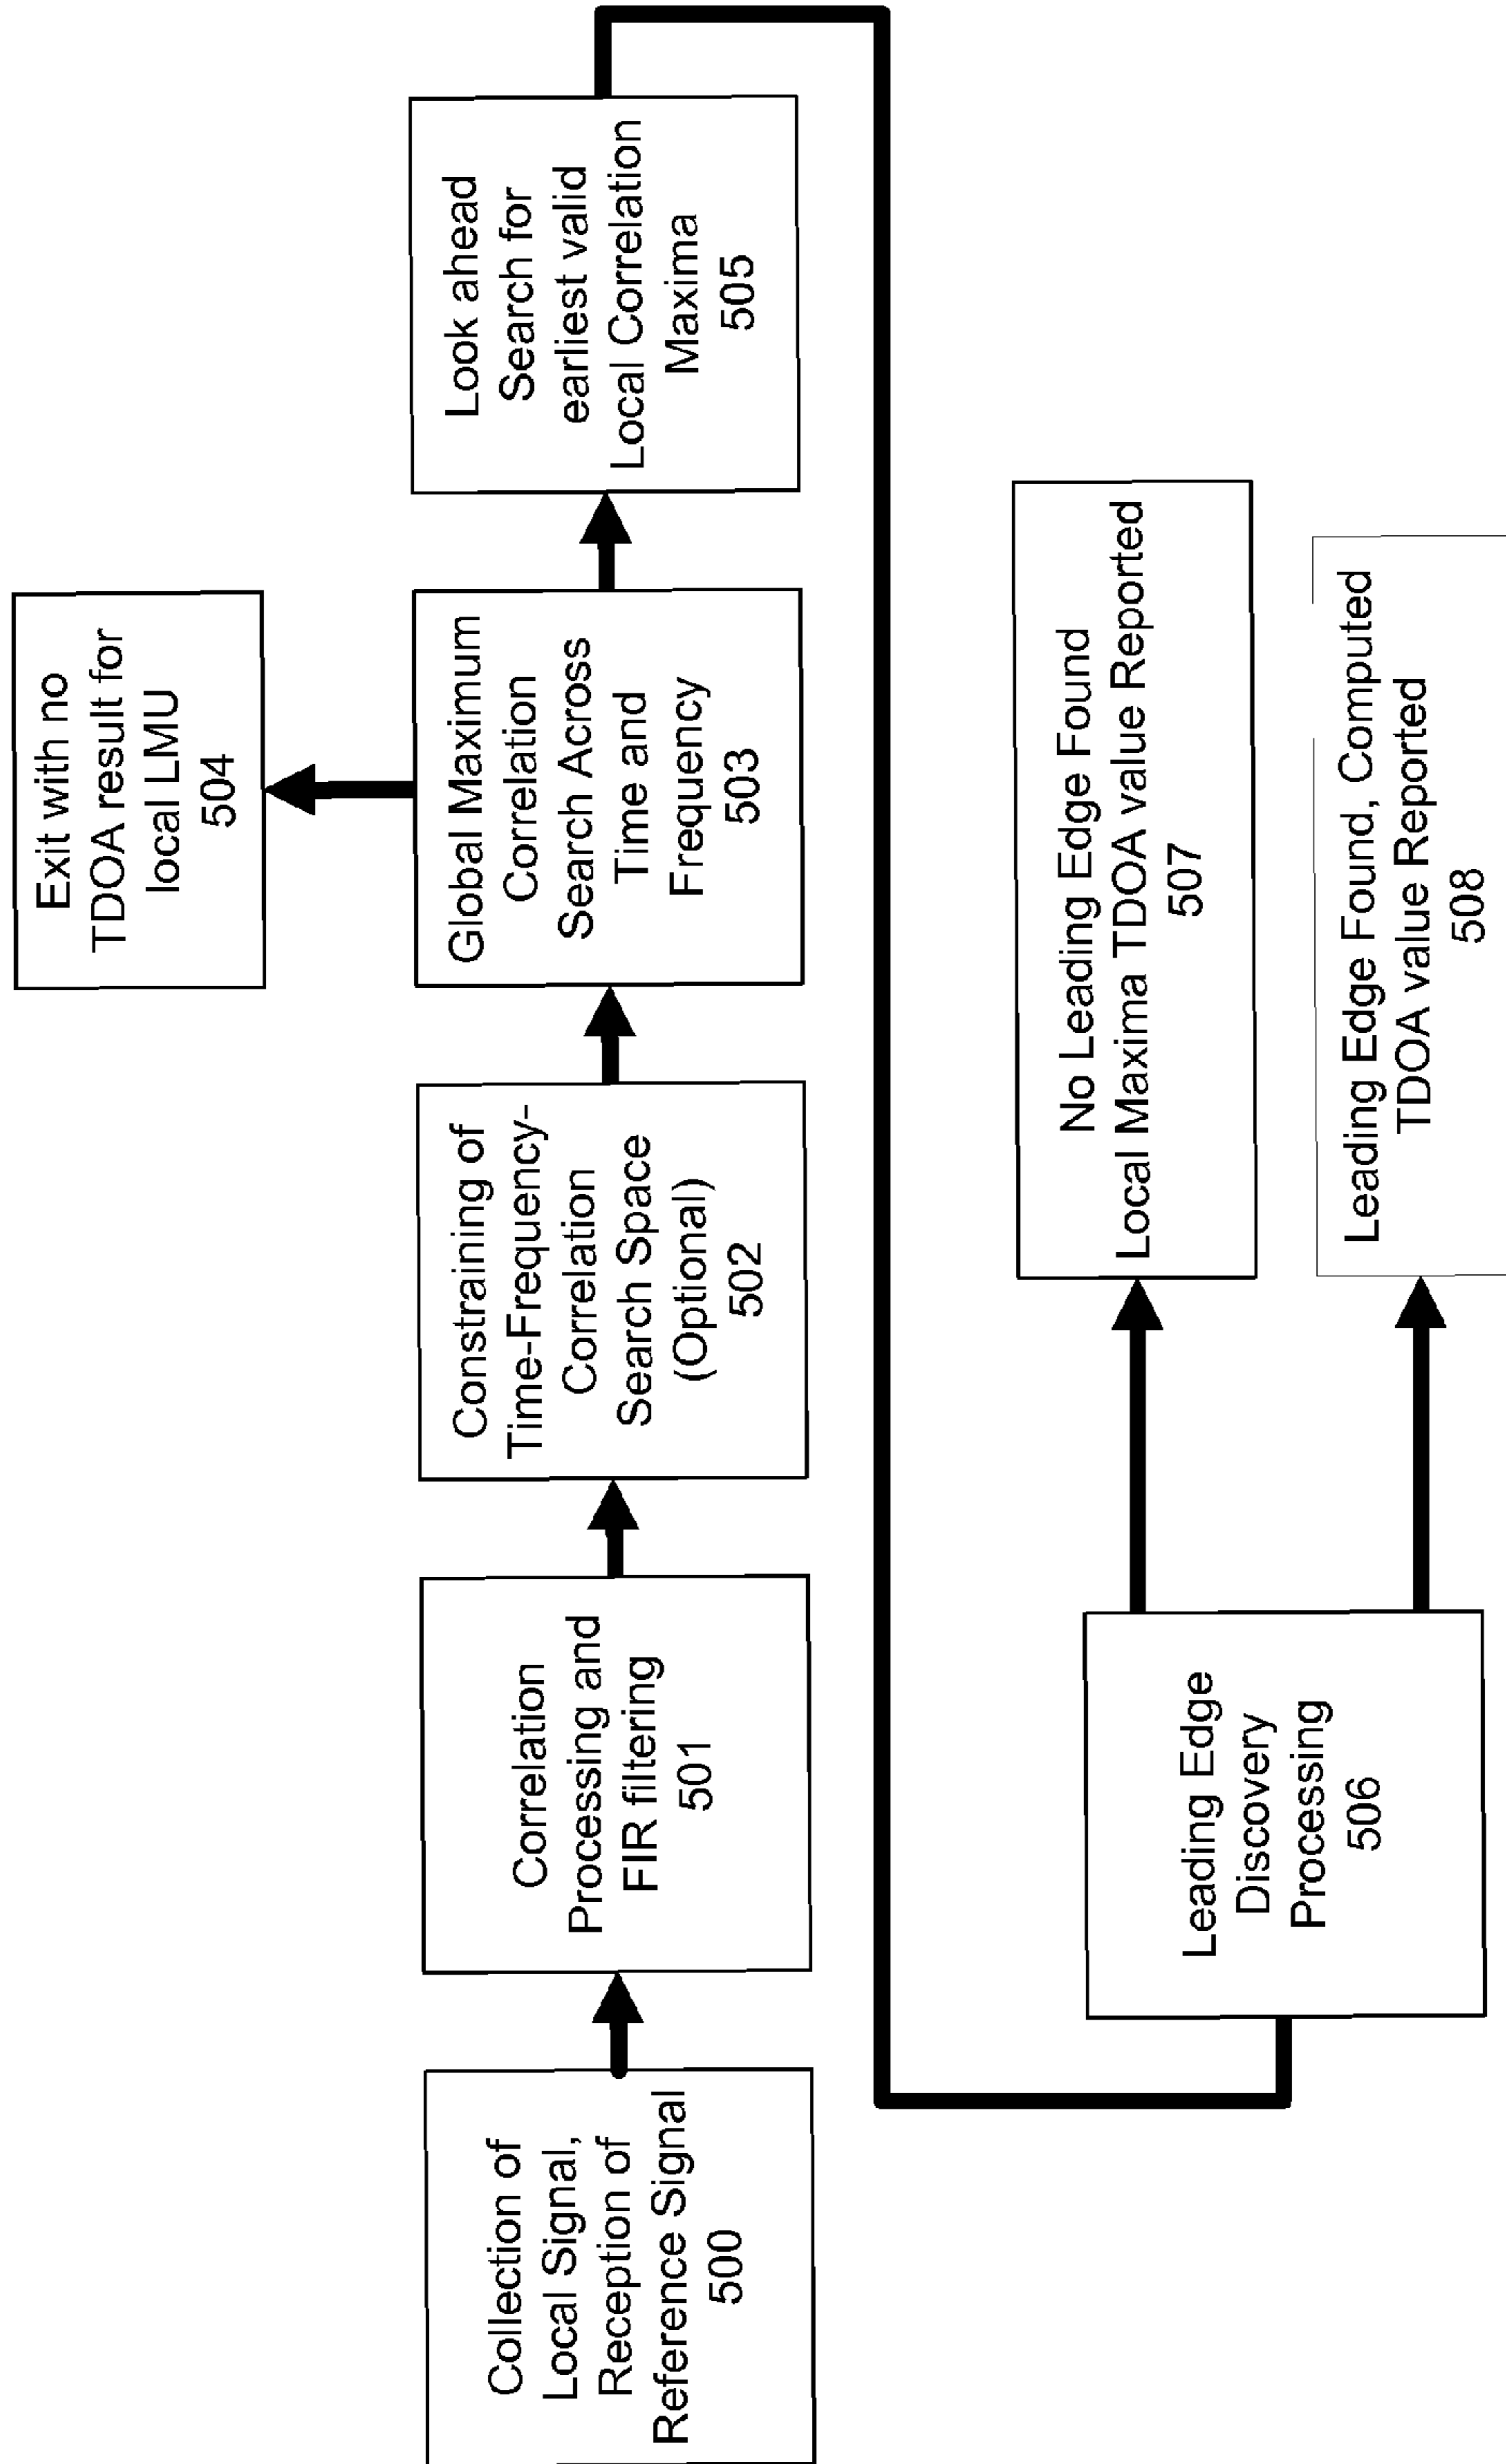 Collection of
Local Signal,
Reception of
Reference Signal
500
Correlation
Processing and
FIR filtering
501
Constraining of
Time-Frequency-
Correlation
Search Space
(Optional)
502
Global Maximum
Correlation
Search Across
Time and
Frequency
503
Exit with no
TDOA result for
local LMU
504
Look ahead
Search for
earliest valid
Local Correlation
Maxima
505
Leading Edge
Discovery
Processing
506
No Leading Edge Found
Local Maxima TDOA value Reported
507
Leading Edge Found, Computed
TDOA value Reported
508